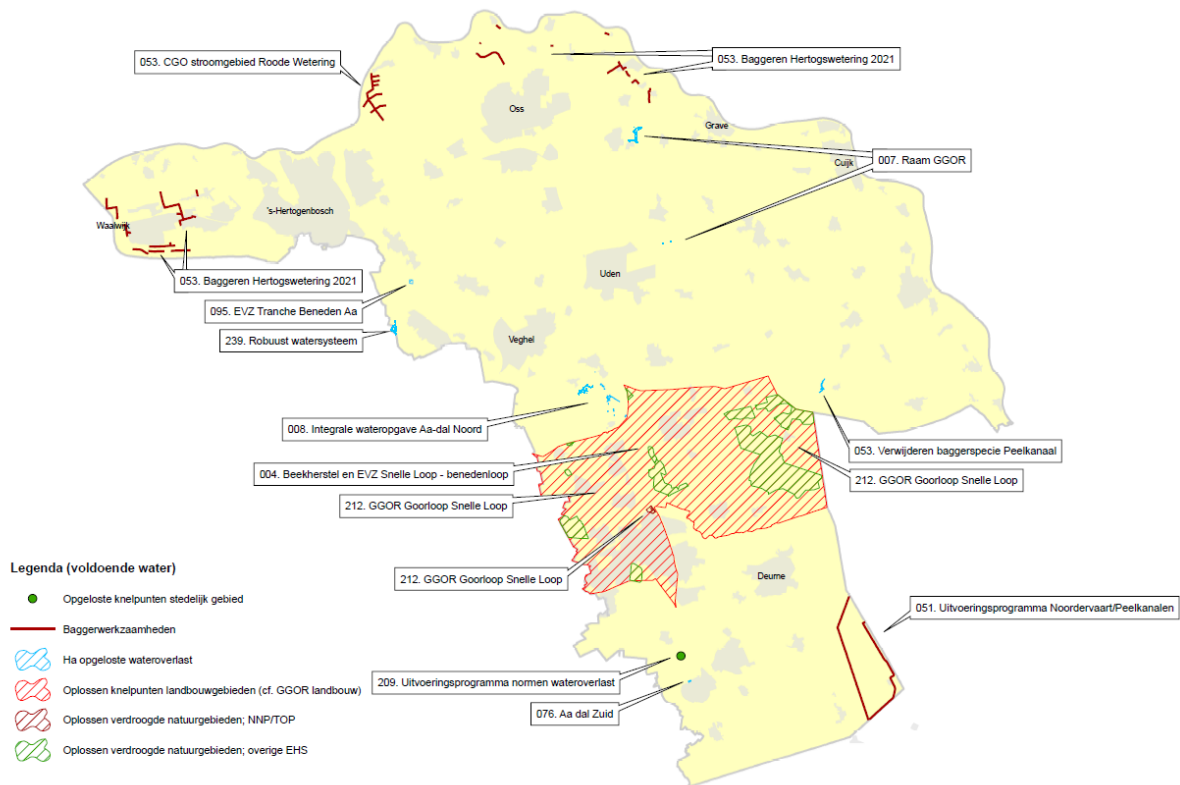 053. CGO stroomgebied Roode Wetering
053. Baggeren Hertogswetering 2021
Oss
Grave
Cuijk
007. Raam GGOR
's-Hertogenbosch
Waalwijk
Uden
053. Baggeren Hertogswetering 2021
095. EVZ Tranche Beneden Aa
239. Robuust watersysteem
Veghel
008. Integrale wateropgave Aa-dal Noord
053. Verwijderen baggerspecie Peelkanaal
004. Beekherstel en EVZ Snelle Loop - benedenloop
212. GGOR Goorloop Snelle Loop
212. GGOR Goorloop Snelle Loop
212. GGOR Goorloop Snelle Loop
Deurne
051. Uitvoeringsprogramma Noordervaart/Peelkanalen
209. Uitvoeringsprogramma normen wateroverlast
076. Aa dal Zuid
Legenda (voldoende water)
Opgeloste knelpunten stedelijk gebied
Baggerwerkzaamheden
Ha opgeloste wateroverlast
Oplossen knelpunten landbouwgebieden (cf. GGOR landbouw)
Oplossen verdroogde natuurgebieden; NNP/TOP
Oplossen verdroogde natuurgebieden; overige EHS